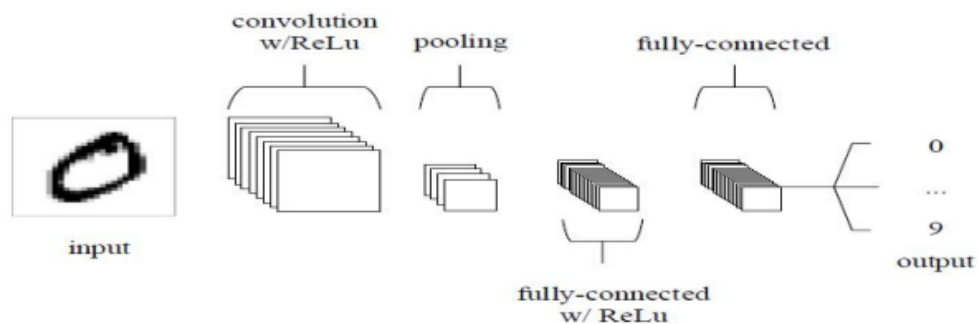 convolution
w/ReLu
pooling
fully-connected
0
...
9
input
output
fully-connected
w/ ReLu